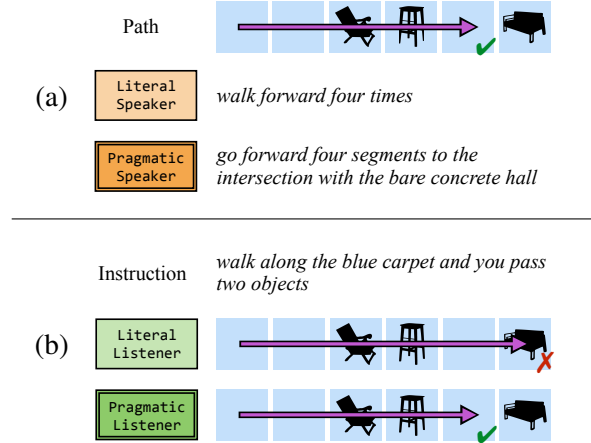 Path
(a)
Literal
Speaker
walk forward four times
Pragmatic
Speaker
go forward four segments to the
intersection with the bare concrete hall
Instruction
walk along the blue carpet and you pass
two objects
(b)
Literal
Listener
Pragmatic
Listener